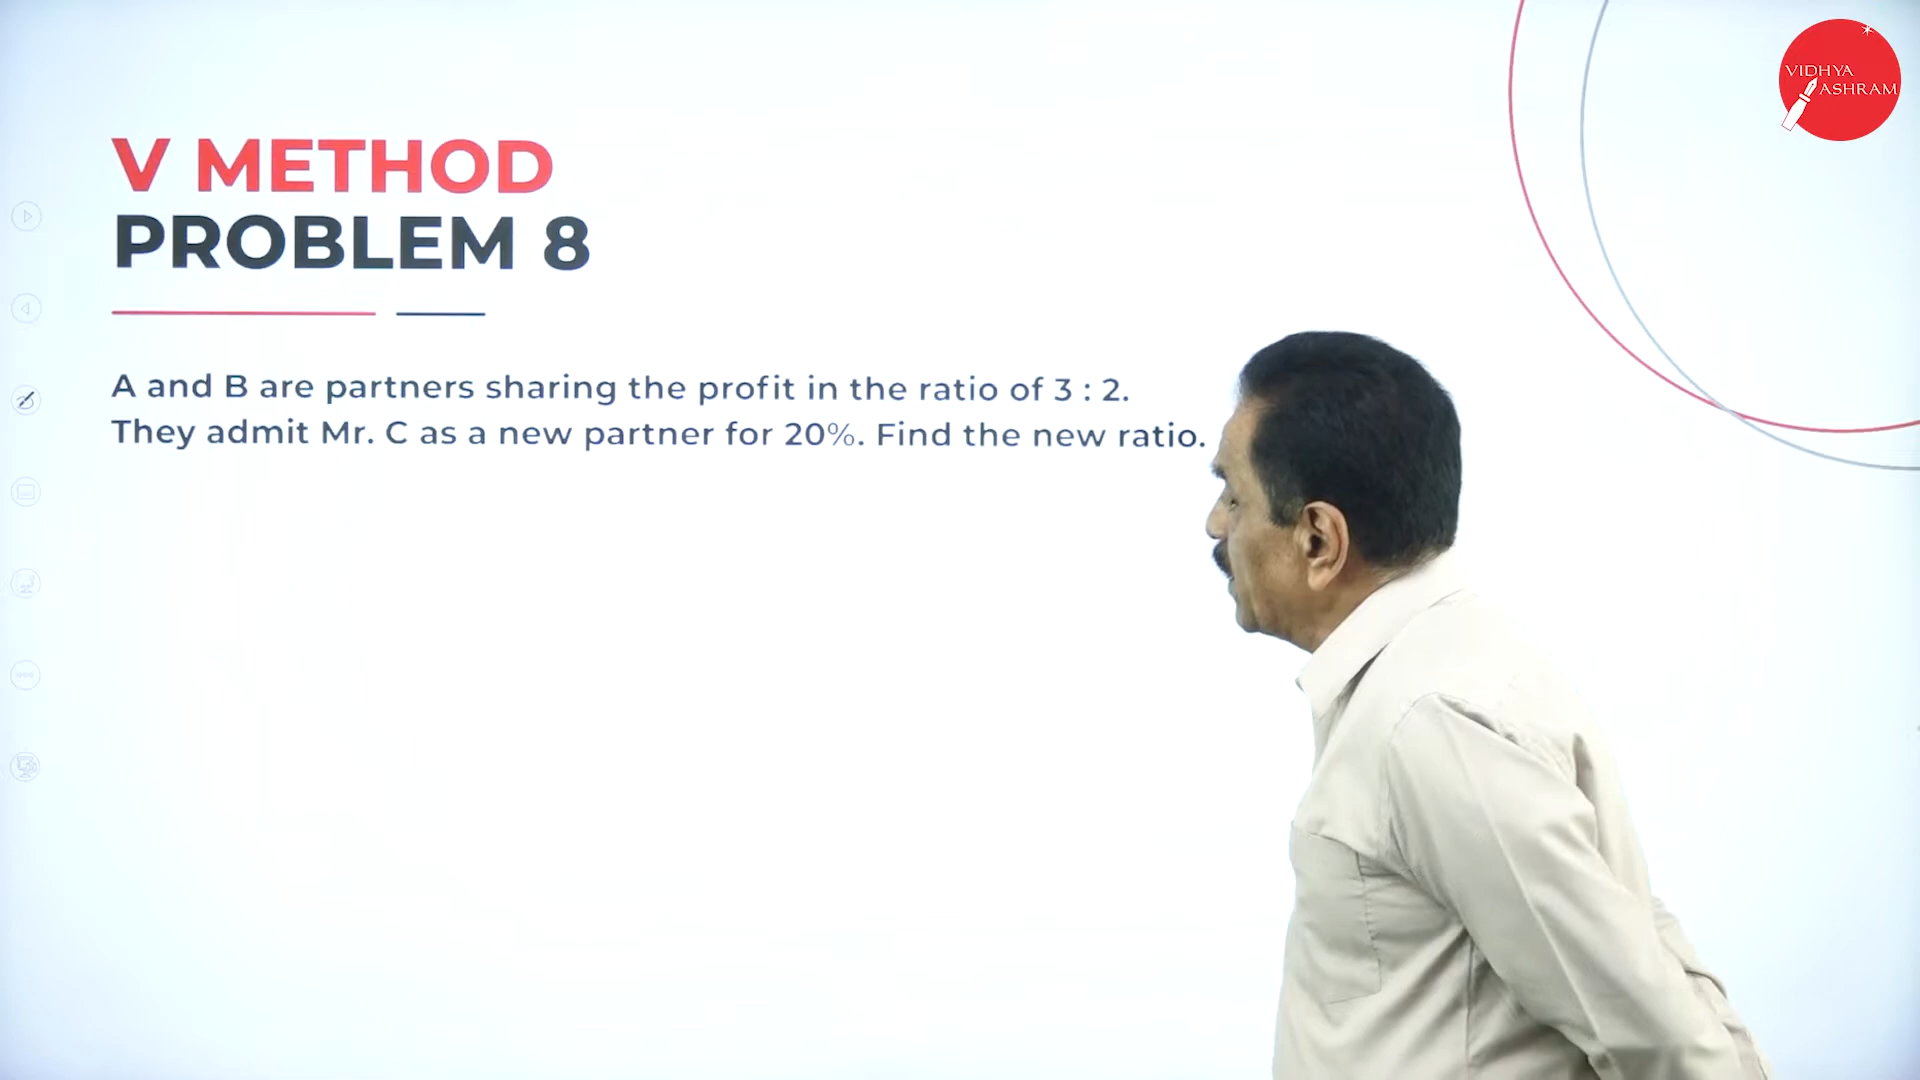 VIDHYA
ASHRAM
V METHOD
PROBLEM 8
A and B are partners sharing the profit in the ratio of 3 : 2.
They admit Mr. C as a new partner for 20%. Find the new ratio.